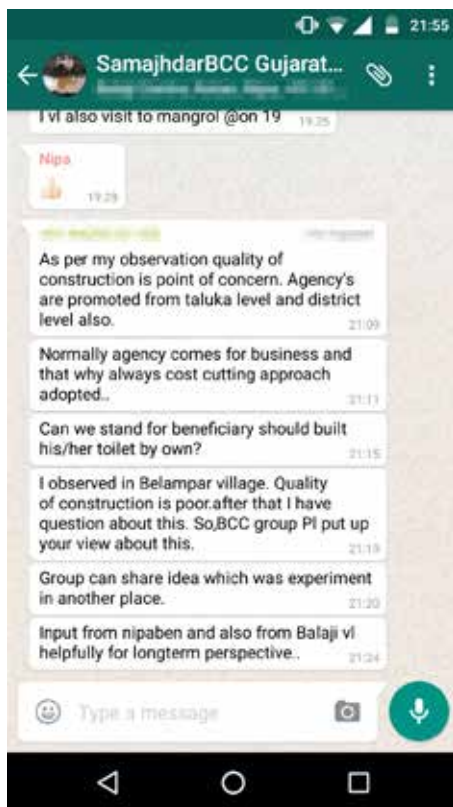 21:55
SamajhdarBCC Gujarat...
I vl also visit to mangrol @on 19 19:25
Nipa
19:28
As per my observation quality of
construction is point of concern. Agency's
are promoted from taluka level and district
level also. 21:09
Normally agency comes for business and
that why always cost cutting approach
adopted.. 21:11
Can we stand for beneficiary should built
his/her toilet by own? 21:15
I observed in Belampar village. Quality
of construction is poor.after that I have
question about this. So,BCC group Pl put up
your view about this. 21:19
Group can share idea which was experiment
in another place. 21:20
Input from nipaben and also from Balaji vl
helpfully for longterm perspective.. 21:24
Type a message